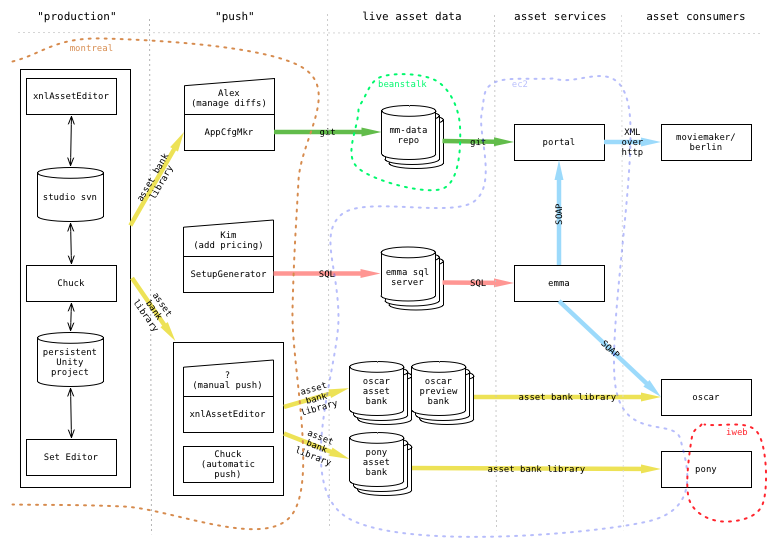 "production"
"push"
live asset data
asset services
asset consumers
montreal
xnlAssetEditor
studio svn
Chuck
persistent
Unity
project
Set Editor
asset bank
library
asset
bank
library
Alex
(manage diffs)
AppCfgMkr
git
Kim
(add pricing)
SetupGenerator
SQL
?
(manual push)
xnlAssetEditor
Chuck
(automatic
push)
asset
bank
library
asset
bank
library
beanstalk
mm-data
repo
git
emma sql
server
SQL
oscar
asset
bank
oscar
preview
bank
asset bank library
pony
asset
bank
asset bank library
ec2
portal
SOAP
emma
SOAP
XML
over
http
moviemaker/
berlin
oscar
iweb
pony